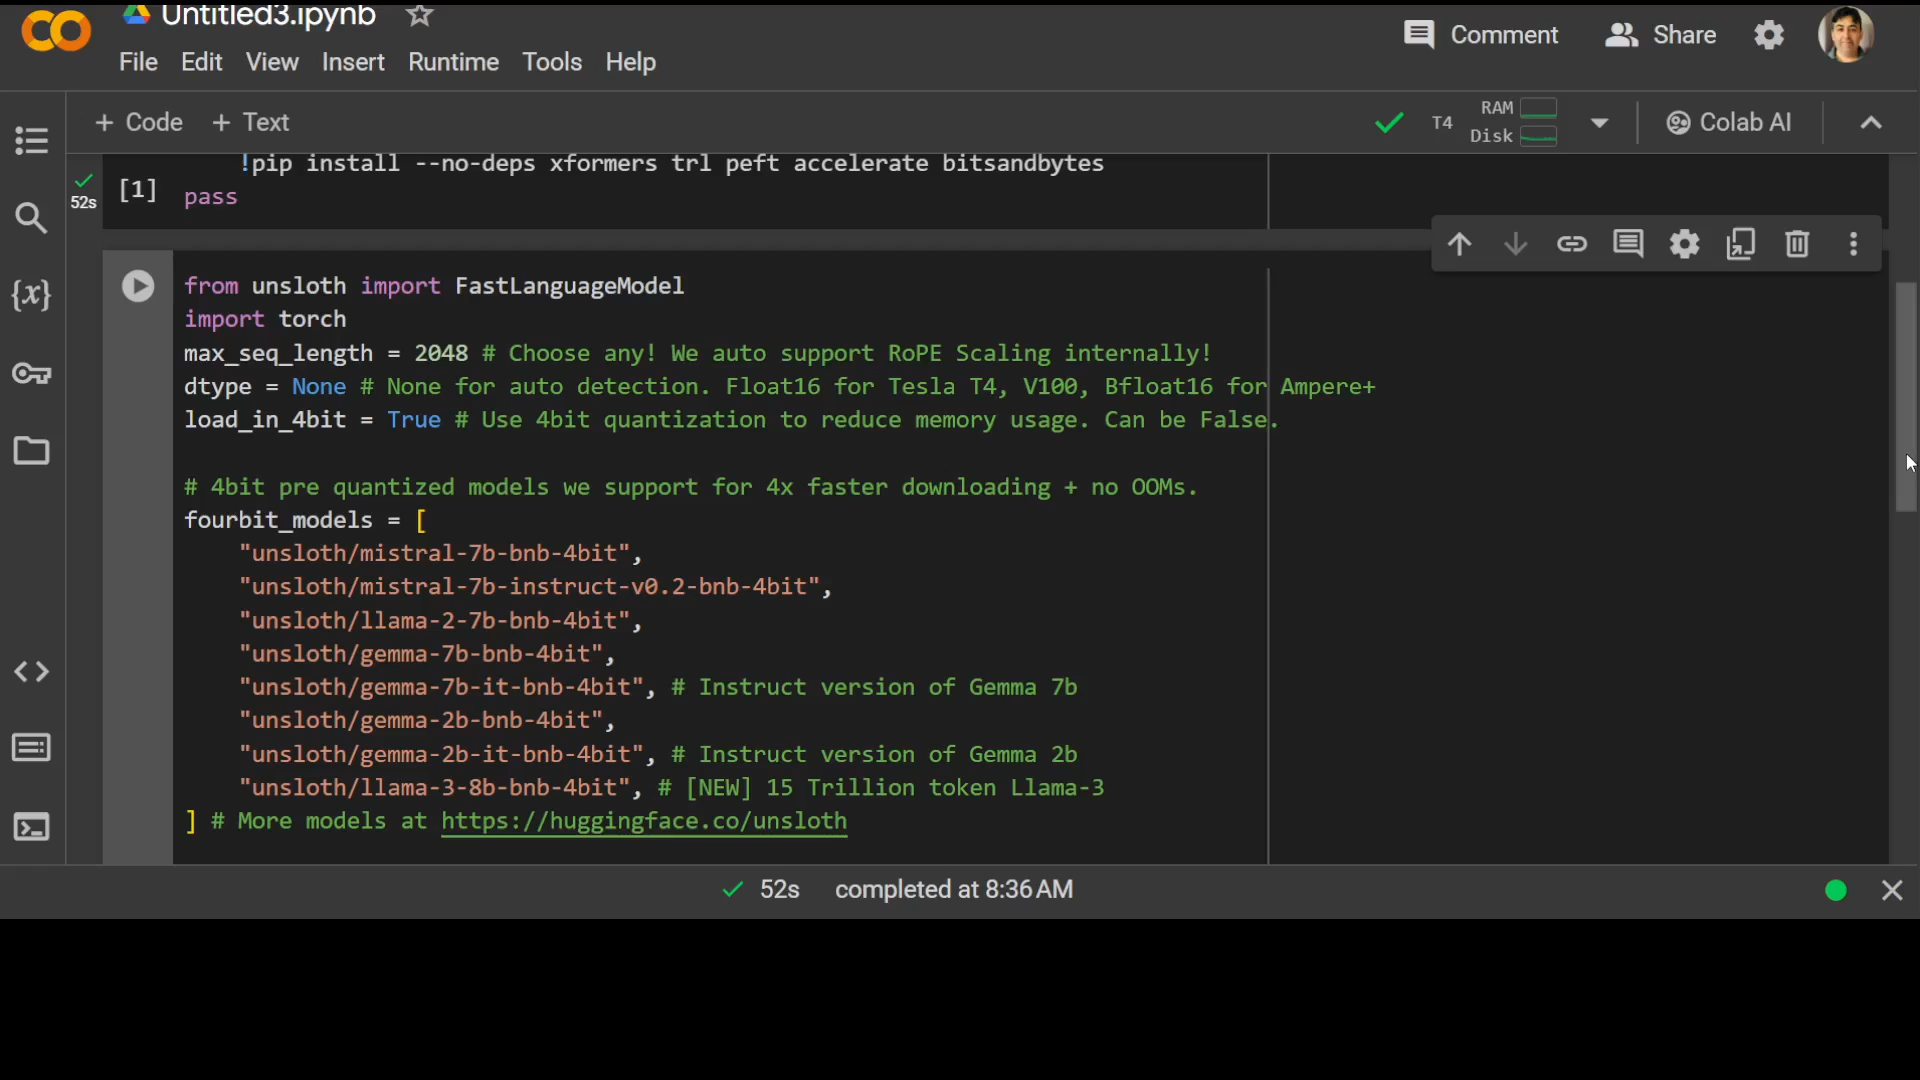 Untitled3.ipynb
Comment
Share
File Edit View Insert Runtime Tools Help
+ Code + Text
T4
RAM
Disk
Colab AI
!pip install --no-deps xformers trl peft accelerate bitsandbytes
52s
[1]
pass
from unsloth import FastLanguageModel
import torch
max_seq_length = 2048 # Choose any! We auto support RoPE Scaling internally!
dtype = None # None for auto detection. Float16 for Tesla T4, V100, Bfloat16 for Ampere+
load_in_4bit = True # Use 4bit quantization to reduce memory usage. Can be False.
# 4bit pre quantized models we support for 4x faster downloading + no OOMs.
fourbit_models = [
"unsloth/mistral-7b-bnb-4bit",
"unsloth/mistral-7b-instruct-v0.2-bnb-4bit",
"unsloth/llama-2-7b-bnb-4bit",
"unsloth/gemma-7b-bnb-4bit",
"unsloth/gemma-7b-it-bnb-4bit", # Instruct version of Gemma 7b
"unsloth/gemma-2b-bnb-4bit",
"unsloth/gemma-2b-it-bnb-4bit", # Instruct version of Gemma 2b
"unsloth/llama-3-8b-bnb-4bit", # [NEW] 15 Trillion token Llama-3
] # More models at https://huggingface.co/unsloth
52s completed at 8:36 AM